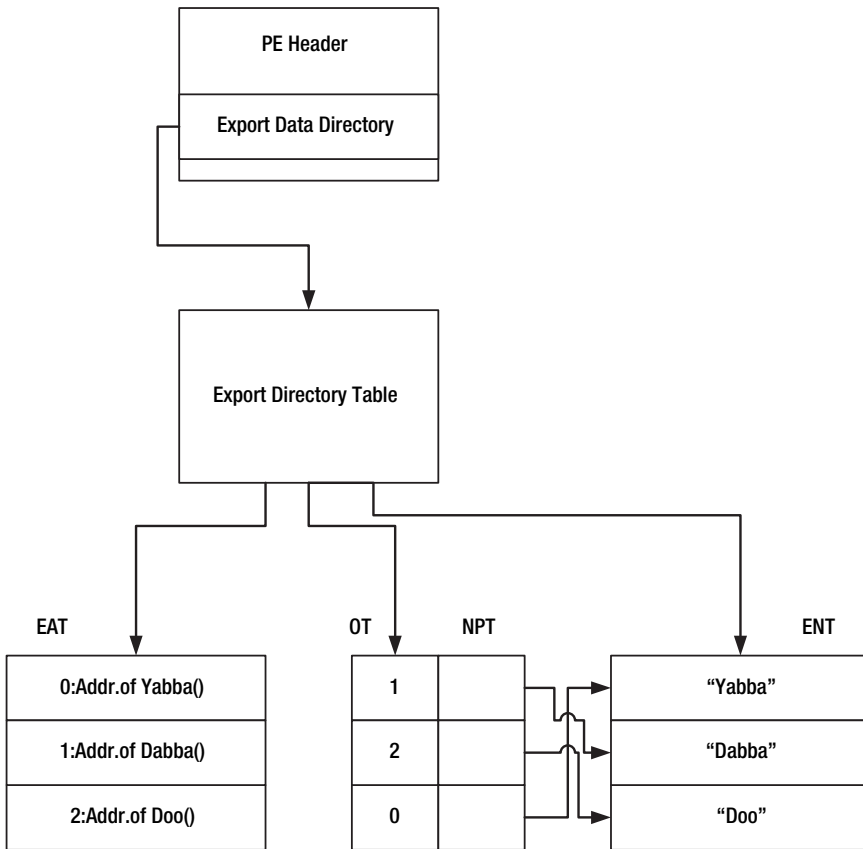 PE Header
Export Data Directory
Export Directory Table
EAT
OT
NPT
ENT
0:Addr.of Yabba()
1
“Yabba”
1:Addr.of Dabba()
2
“Dabba”
2:Addr.of Doo()
0
“Doo”